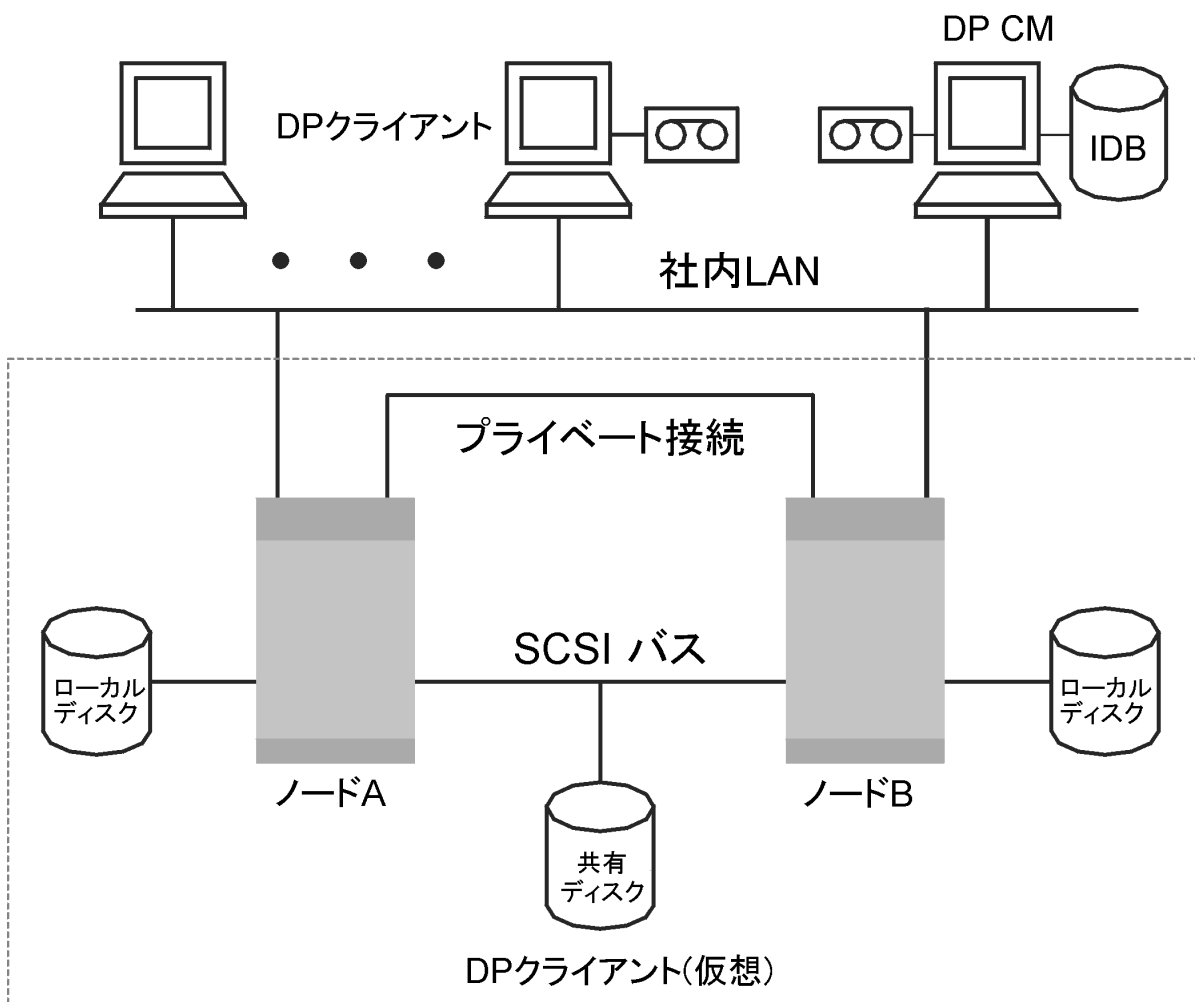 DP CM
DPクライアント
IDB
社内LAN
プライベート接続
SCSI バス
ローカル
ディスク
ローカル
ディスク
ノードA
ノードB
共有
ディスク
DPクライアント(仮想)